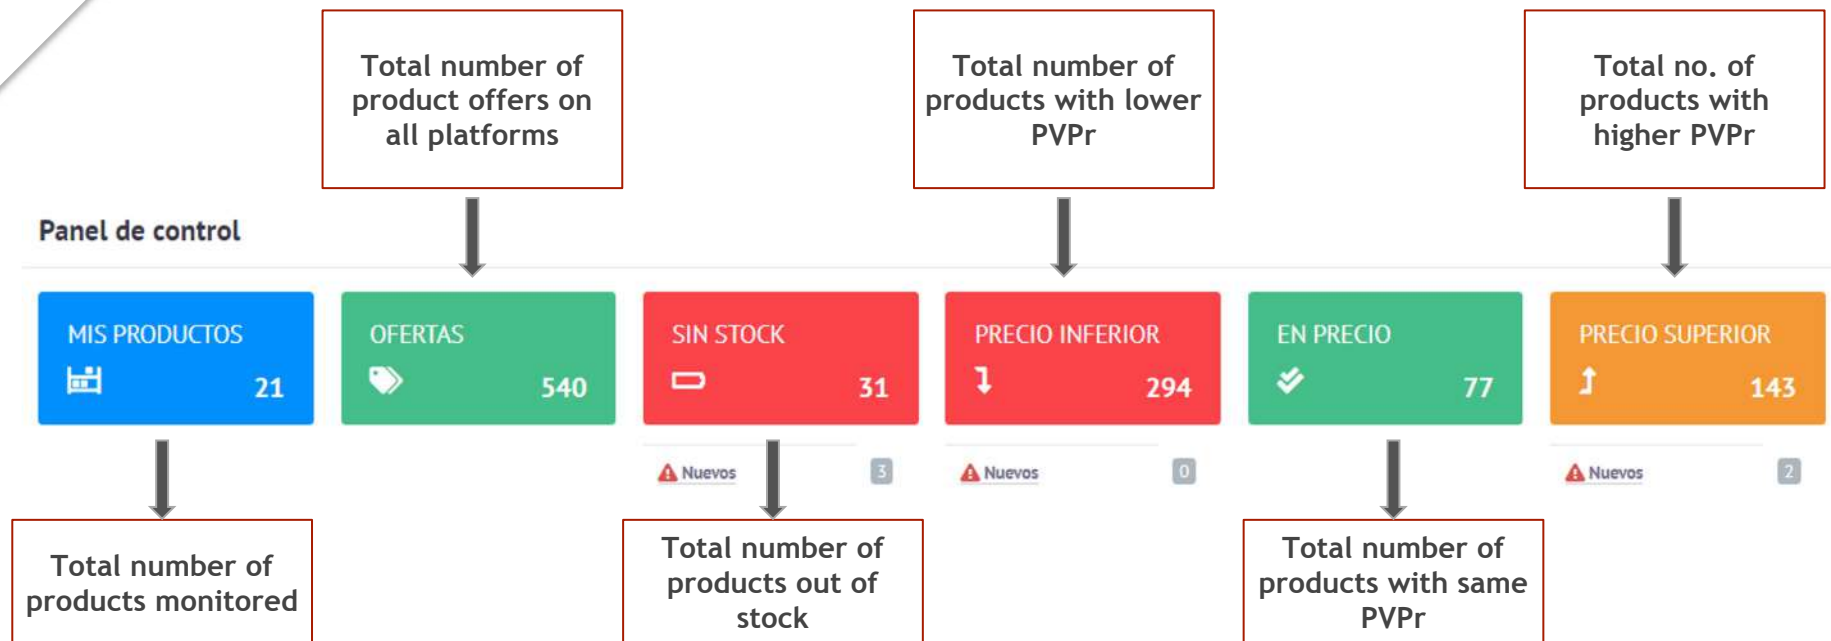 Total number of
product offers on
all platforms
Total number of
products with lower
PVPr
Total no. of
products with
higher PVPr
Panel de control
MIS PRODUCTOS
21
OFERTAS
540
SIN STOCK
31
PRECIO INFERIOR
294
EN PRECIO
77
PRECIO SUPERIOR
143
Nuevos
3
Nuevos
0
Nuevos
2
Total number of
products monitored
Total number of
products out of
stock
Total number of
products with same
PVPr